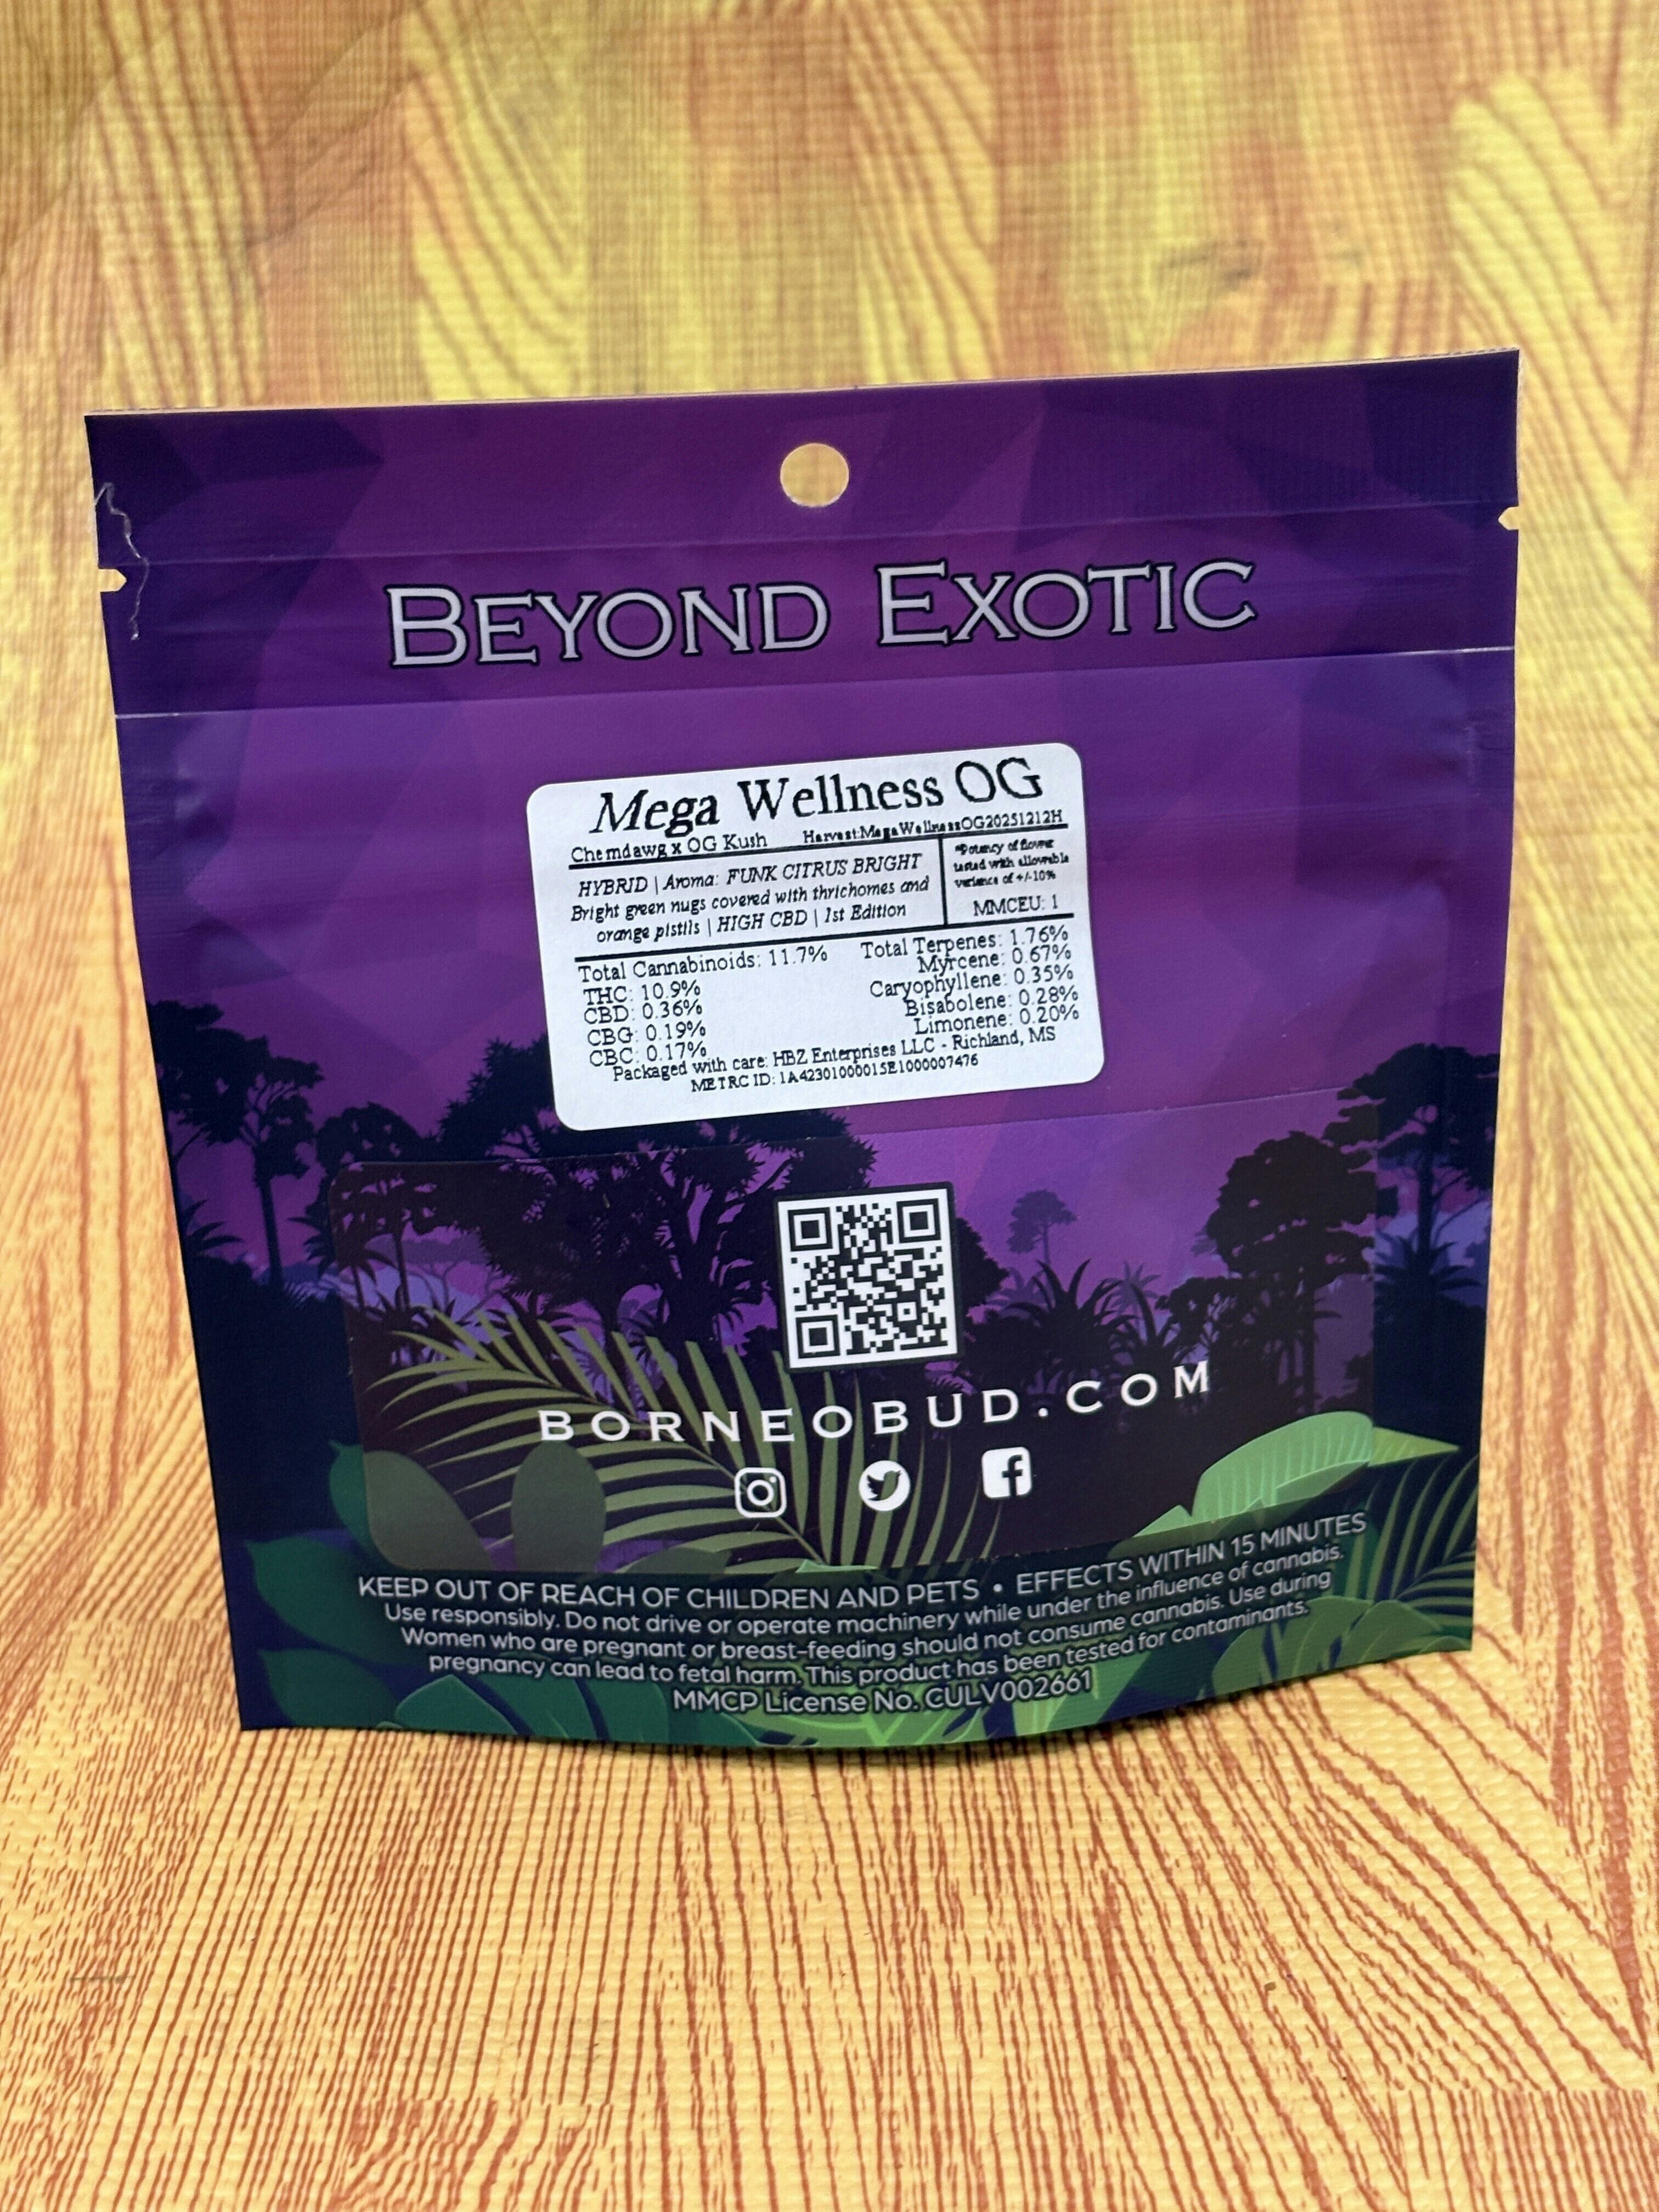 BEYOND EXOTIC
Mega Wellness OG
Chemdawg x OG Kush Harvest:MegaWellnessOG20251212H
HYBRID | Aroma: FUNK CITRUS BRIGHT
Bright green nugs covered with thrichomes and
orange pistils | HIGH CBD | 1st Edition
*Potency of flower
tested with allowable
variance of +/-10%
MMCEU: 1
Total Cannabinoids: 11.7%
THC: 10.9%
CBD: 0.36%
CBG: 0.19%
CBC: 0.17%
Total Terpenes: 1.76%
Myrcene: 0.67%
Caryophyllene: 0.35%
Bisabolene: 0.28%
Limonene: 0.20%
Packaged with care: HBZ Enterprises LLC - Richland, MS
METRC ID: 1A42301000015E1000007476
BORNEOBUD.COM
KEEP OUT OF REACH OF CHILDREN AND PETS • EFFECTS WITHIN 15 MINUTES
Use responsibly. Do not drive or operate machinery while under the influence of cannabis.
Women who are pregnant or breast-feeding should not consume cannabis. Use during
pregnancy can lead to fetal harm. This product has been tested for contaminants.
MMCP License No. CULV002661